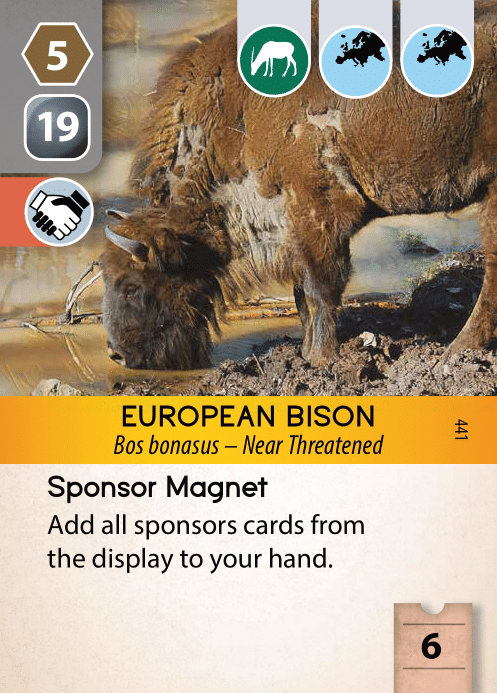 5
19
EUROPEAN BISON
Bos bonasus – Near Threatened
441
Sponsor Magnet
Add all sponsors cards from
the display to your hand.
6